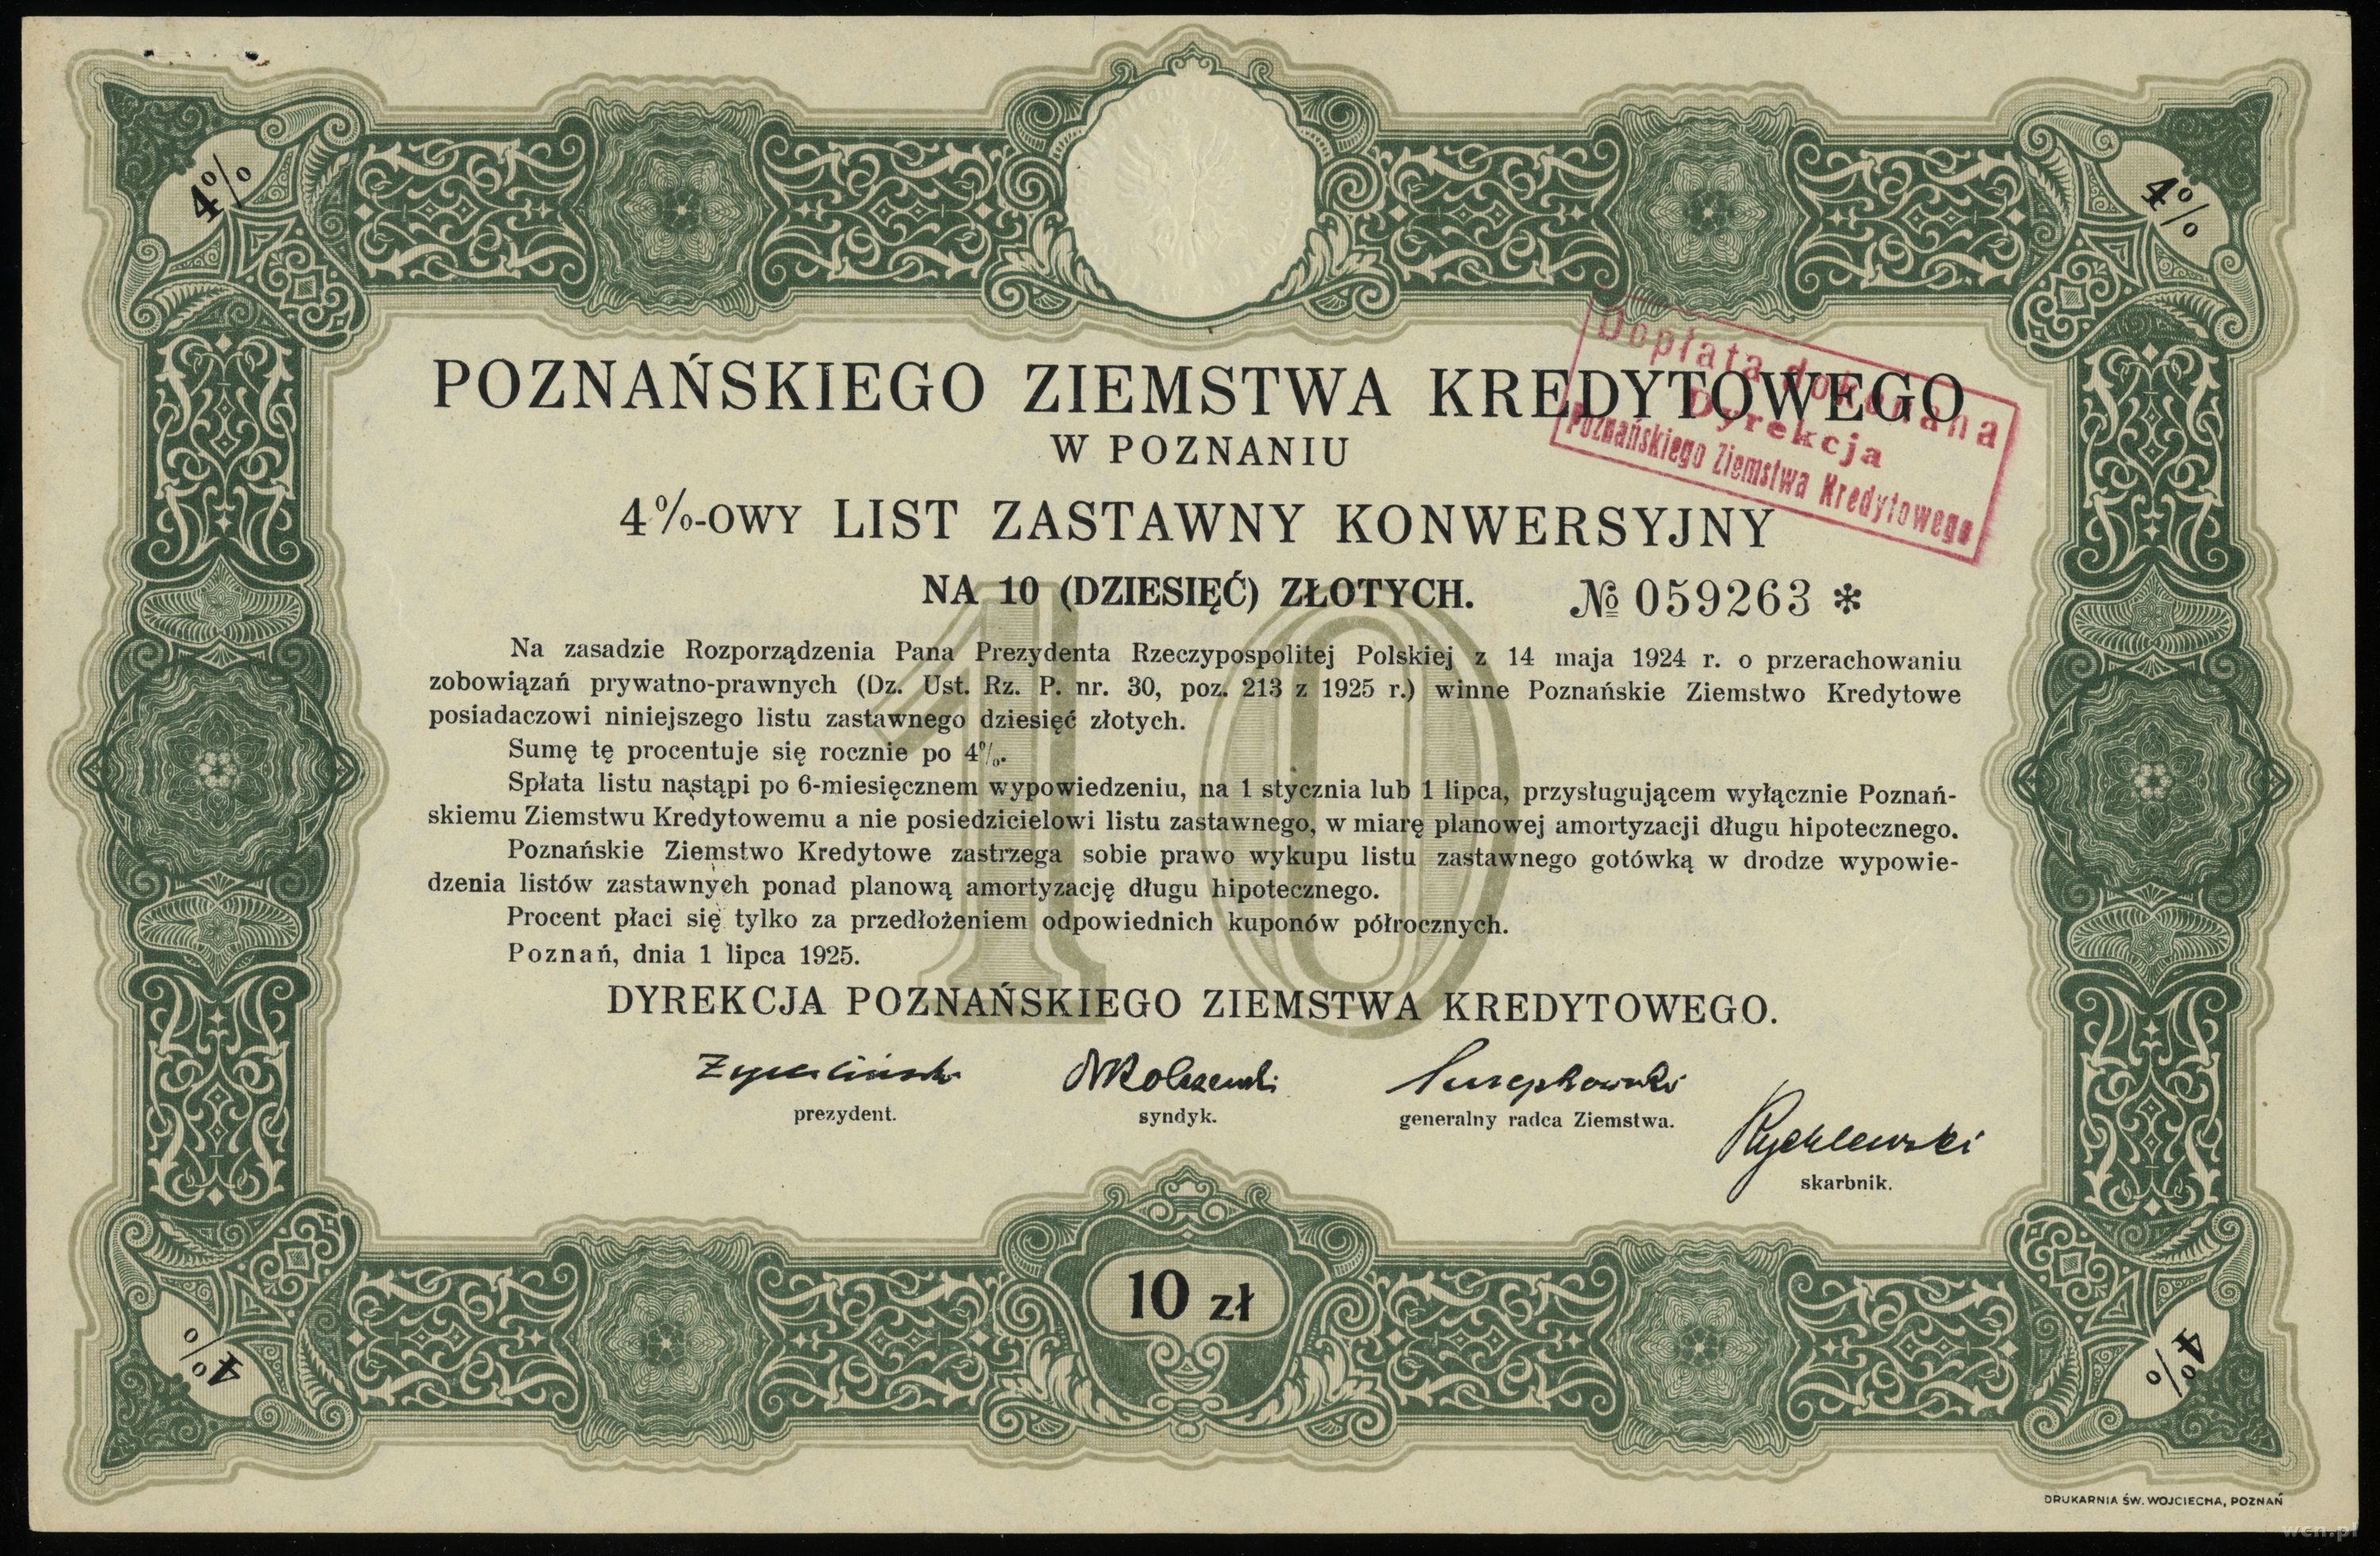 4%
4%
POZNAŃSKIEGO ZIEMSTWA KREDYTOWEGO
W POZNANIU
Dopłata dokonana
Dyrekcja
Poznańskiego Ziemstwa Kredytowego
4%-OWY LIST ZASTAWNY KONWERSYJNY
NA 10 (DZIESIĘĆ) ZŁOTYCH. № 059263 *
10
Na zasadzie Rozporządzenia Pana Prezydenta Rzeczypospolitej Polskiej z 14 maja 1924 r. o przerachowaniu
zobowiązań prywatno-prawnych (Dz. Ust. Rz. P. nr. 30, poz. 213 z 1925 r.) winne Poznańskie Ziemstwo Kredytowe
posiadaczowi niniejszego listu zastawnego dziesięć złotych.
Sumę tę procentuje się rocznie po 4%.
Spłata listu nastąpi po 6-miesięcznem wypowiedzeniu, na 1 stycznia lub 1 lipca, przysługującem wyłącznie Poznań-
skiemu Ziemstwu Kredytowemu a nie posiedzicielowi listu zastawnego, w miarę planowej amortyzacji długu hipotecznego.
Poznańskie Ziemstwo Kredytowe zastrzega sobie prawo wykupu listu zastawnego gotówką w drodze wypowie-
dzenia listów zastawnych ponad planową amortyzację długu hipotecznego.
Procent płaci się tylko za przedłożeniem odpowiednich kuponów półrocznych.
Poznań, dnia 1 lipca 1925.
DYREKCJA POZNAŃSKIEGO ZIEMSTWA KREDYTOWEGO.
prezydent.
syndyk.
generalny radca Ziemstwa.
Rychlewski
skarbnik.
10 zł
4%
4%
DRUKARNIA ŚW. WOJCIECHA, POZNAŃ
wcn.pl